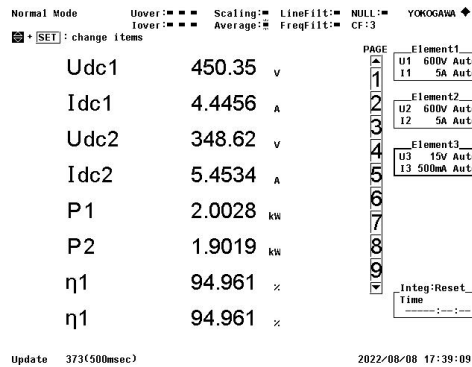 Normal Mode Uover: Scaling: LineFilt: NULL: YOKOGAWA
Iover: Average: FreqFilt: CF:3
+ SET : change items
PAGE
Udc1 450.35 V
Idc1 4.4456 A
Udc2 348.62 V
Idc2 5.4534 A
P1 2.0028 kW
P2 1.9019 kW
η1 94.961 %
η1 94.961 %
1
2
3
4
5
6
7
8
9
Element1
U1 600V Aut
I1 5A Aut
Element2
U2 600V Aut
I2 5A Aut
Element3
U3 15V Aut
I3 500mA Aut
Integ:Reset
Time
-----:--:--
Update 373(500msec) 2022/08/08 17:39:09